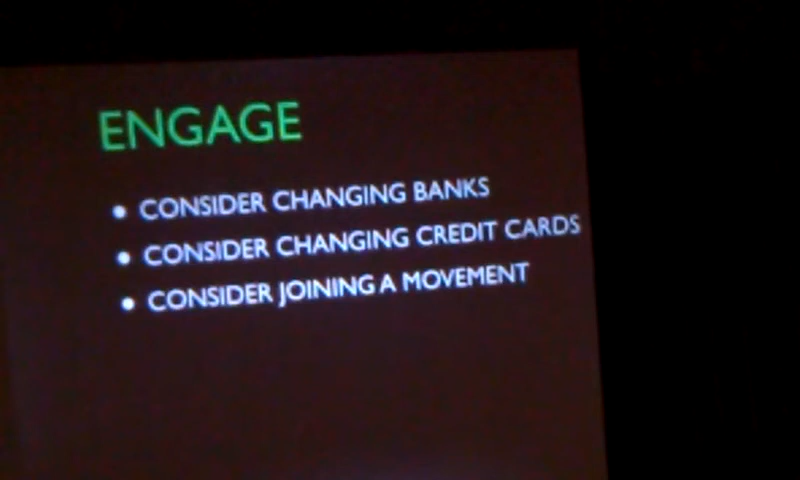 ENGAGE
• CONSIDER CHANGING BANKS
• CONSIDER CHANGING CREDIT CARDS
• CONSIDER JOINING A MOVEMENT